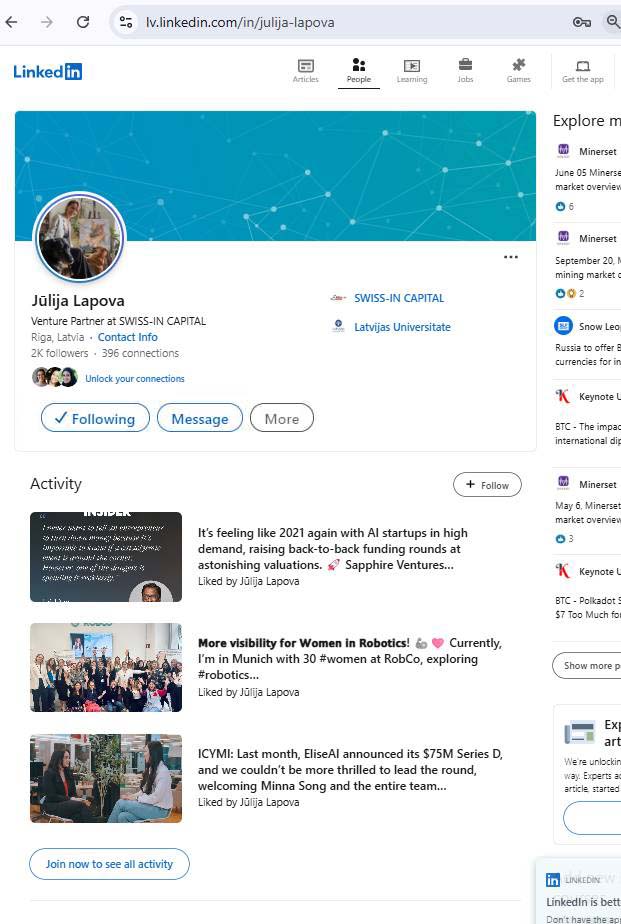 lv.linkedin.com/in/julija-lapova
Linked in
Articles
People
Learning
Jobs
Games
Get the app
Jūlija Lapova
Venture Partner at SWISS-IN CAPITAL
Riga, Latvia · Contact Info
2K followers · 396 connections
Unlock your connections
SWISS-IN CAPITAL
Latvijas Universitate
✓ Following
Message
More
Activity
+ Follow
It's feeling like 2021 again with AI startups in high
demand, raising back-to-back funding rounds at
astonishing valuations. 🚀 Sapphire Ventures...
Liked by Jūlija Lapova
More visibility for Women in Robotics! 🦾 💗 Currently,
I'm in Munich with 30 #women at RobCo, exploring
#robotics...
Liked by Jūlija Lapova
ICYMI: Last month, EliseAI announced its $75M Series D,
and we couldn't be more thrilled to lead the round,
welcoming Minna Song and the entire team...
Liked by Jūlija Lapova
Join now to see all activity
Explore m
Minerset
June 05 Minerse
market overview
6
Minerset
September 20, M
mining market o
2
Snow Leo
Russia to offer B
currencies for in
Keynote U
BTC - The impac
international dip
Minerset
May 6, Minerset
market overview
3
Keynote U
BTC - Polkadot S
$7 Too Much fo
Show more p
Exp
art
We're unlockin
way. Experts ad
article, started
LINKEDIN
LinkedIn is bett
Don't have the app